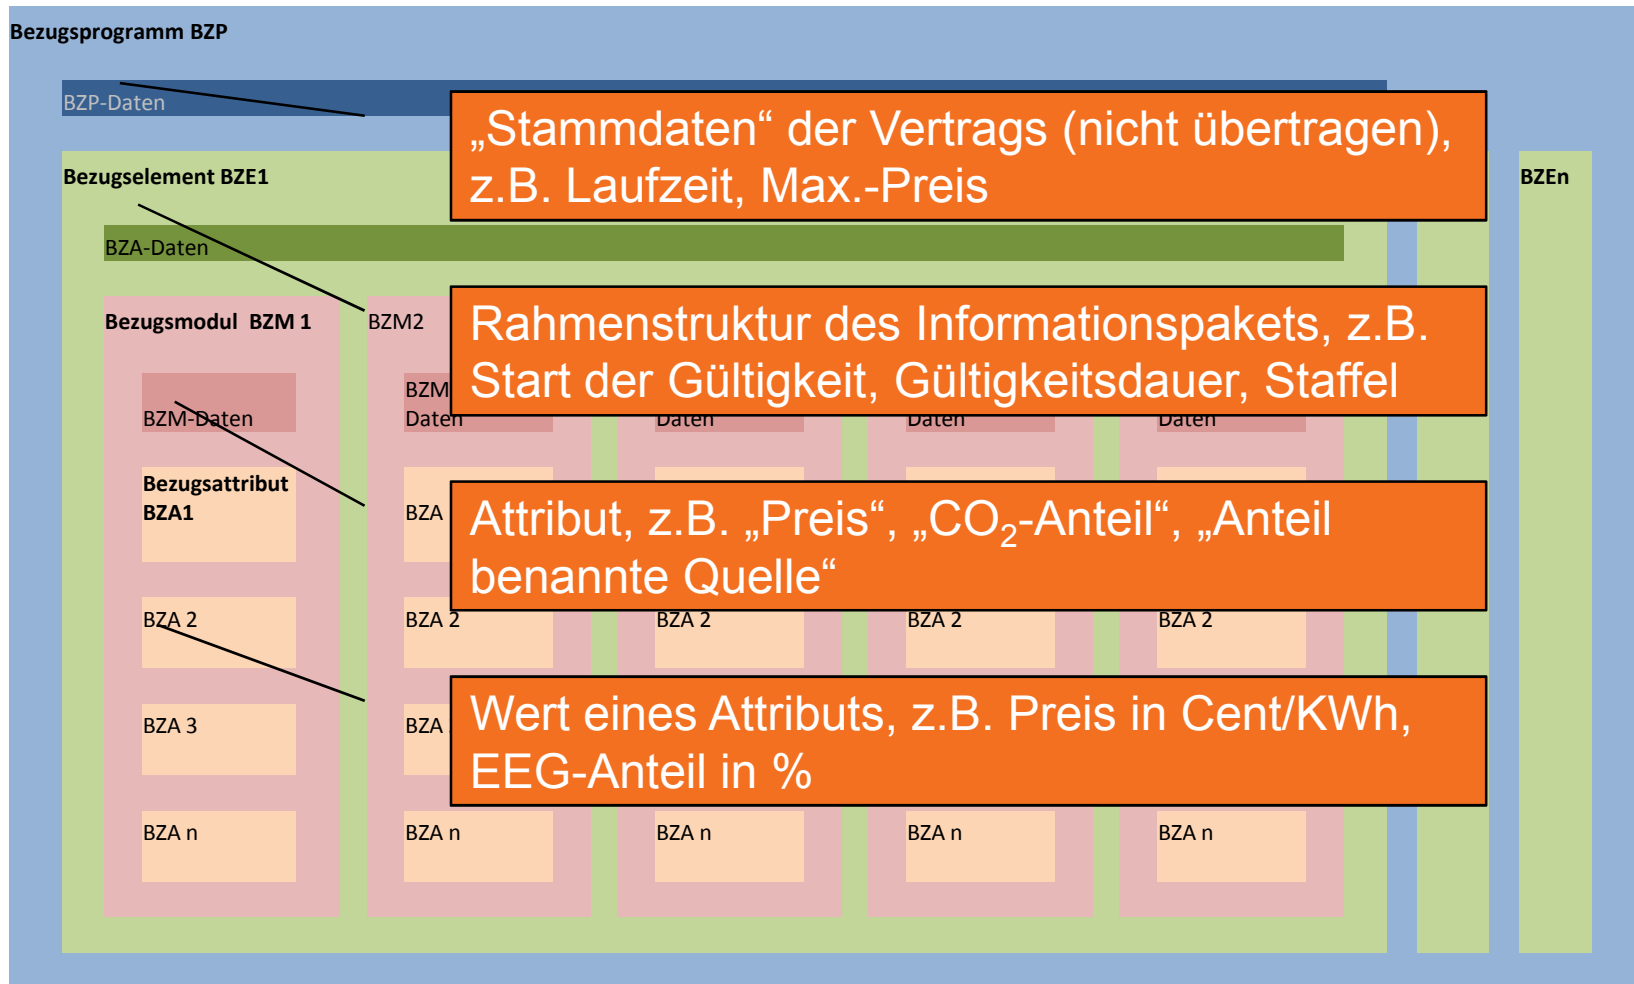 Bezugsprogramm BZP
BZP-Daten
„Stammdaten“ der Vertrags (nicht übertragen),
z.B. Laufzeit, Max.-Preis
Bezugselement BZE1
BZEn
BZA-Daten
Bezugsmodul  BZM 1
BZM2
Rahmenstruktur des Informationspakets, z.B.
Start der Gültigkeit, Gültigkeitsdauer, Staffel
BZM-Daten
BZM
Daten
Daten
Daten
Daten
Bezugsattribut
BZA1
BZA
Attribut, z.B. „Preis“, „CO₂-Anteil“, „Anteil
benannte Quelle“
BZA 2
BZA 2
BZA 2
BZA 2
BZA 2
Wert eines Attributs, z.B. Preis in Cent/KWh,
EEG-Anteil in %
BZA 3
BZA
BZA n
BZA n
BZA n
BZA n
BZA n